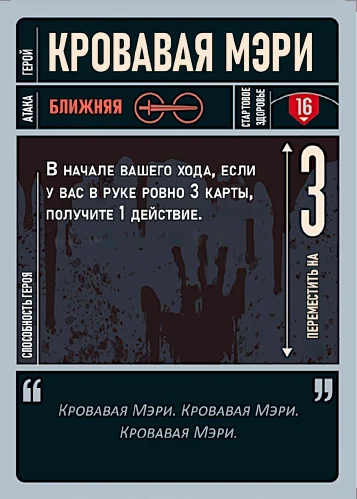 ГЕРОЙ
КРОВАВАЯ МЭРИ
АТАКА
БЛИЖНЯЯ
СТАРТОВОЕ
ЗДОРОВЬЕ
16
СПОСОБНОСТЬ ГЕРОЯ
В НАЧАЛЕ ВАШЕГО ХОДА, ЕСЛИ
У ВАС В РУКЕ РОВНО 3 КАРТЫ,
ПОЛУЧИТЕ 1 ДЕЙСТВИЕ.
3
ПЕРЕМЕСТИТЬ НА
“
КРОВАВАЯ МЭРИ. КРОВАВАЯ МЭРИ.
КРОВАВАЯ МЭРИ.
”